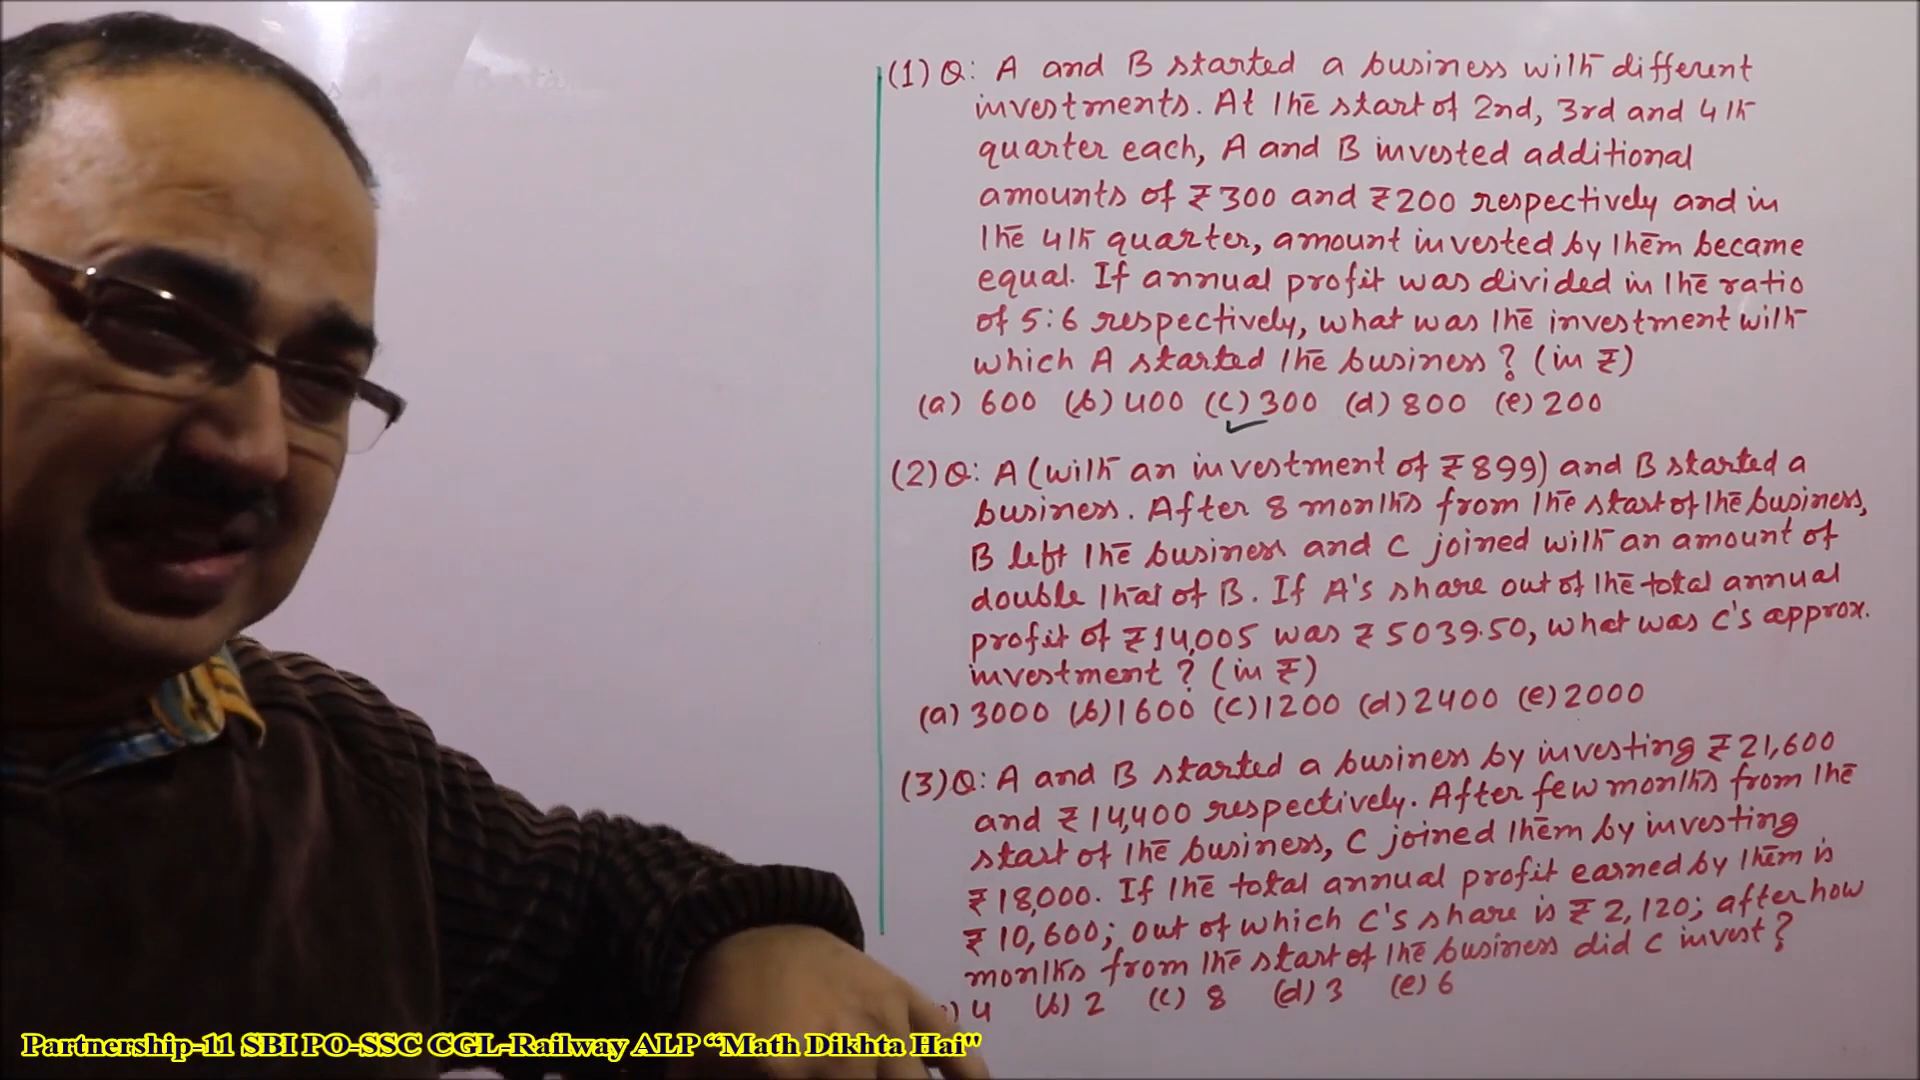 (1) Q: A and B started a business with different
investments. At the start of 2nd, 3rd and 4th
quarter each, A and B invested additional
amounts of ₹300 and ₹200 respectively and in
the 4th quarter, amount invested by them became
equal. If annual profit was divided in the ratio
of 5:6 respectively, what was the investment with
which A started the business? (in ₹)
(a) 600 (b) 400 (c) 300 (d) 800 (e) 200
(2) Q: A (with an investment of ₹899) and B started a
business. After 8 months from the start of the business,
B left the business and C joined with an amount of
double that of B. If A's share out of the total annual
profit of ₹14,005 was ₹5039.50, what was C's approx.
investment? (in ₹)
(a) 3000 (b) 1600 (c) 1200 (d) 2400 (e) 2000
(3) Q: A and B started a business by investing ₹21,600
and ₹14,400 respectively. After few months from the
start of the business, C joined them by investing
₹18,000. If the total annual profit earned by them is
₹10,600; out of which C's share is ₹2,120; after how
months from the start of the business did C invest?
) 4 (b) 2 (c) 8 (d) 3 (e) 6
Partnership-11 SBI PO-SSC CGL-Railway ALP “Math Dikhta Hai"